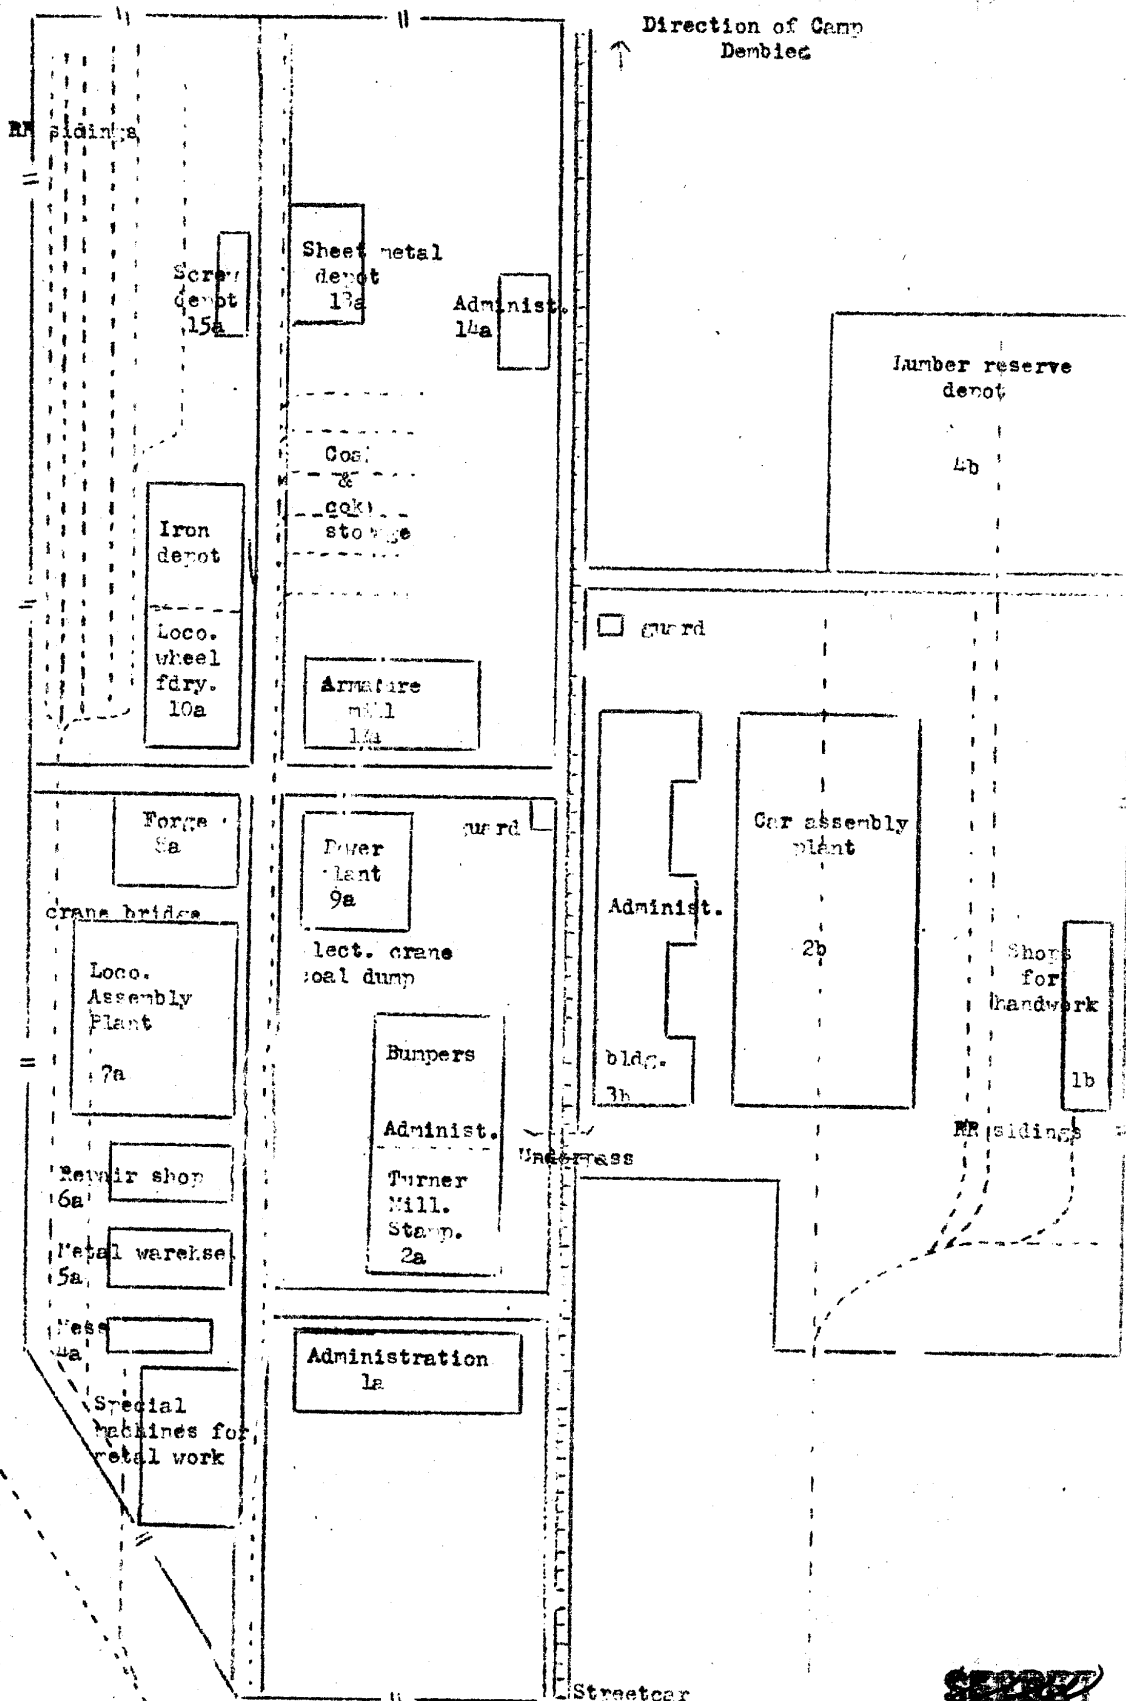 Direction of Camp
Dembiec
RR sidings
Screw
depot
15a
Sheet metal
depot
13a
Administ.
14a
Lumber reserve
depot
4b
Coal
&
coke
storage
Iron
depot
Loco.
wheel
fdry.
10a
Armature
mill
guard
Forge
8a
guard
Power
plant
9a
crane bridge
lect. crane
coal dump
Car assembly
plant
2b
Administ.
bldg.
3b
Shops
for
handwork
1b
Loco.
Assembly
Plant
7a
Bumpers
Administ.
Turner
Mill.
Stamp.
2a
Underpass
RR sidings
Repair shop
6a
Metal warehse.
5a
Mess
4a
Administration
1a
Special
machines for
metal work
Streetcar
SECRET